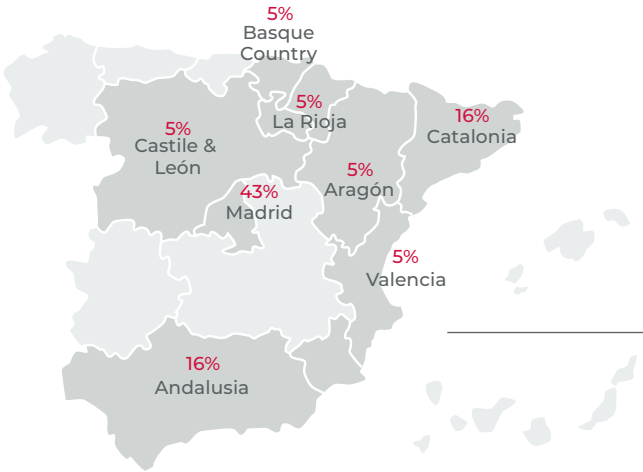 5%
Basque
Country
5%
La Rioja
16%
Catalonia
5%
Castile &
León
5%
Aragón
43%
Madrid
5%
Valencia
16%
Andalusia